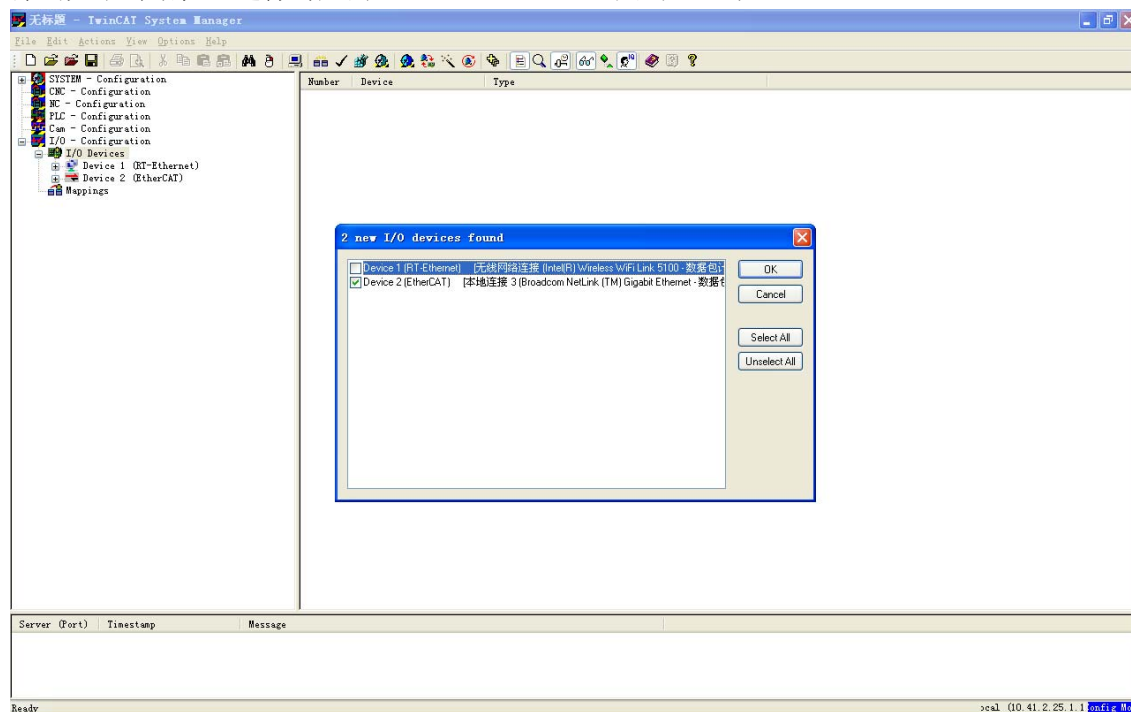 无标题 - TwinCAT System Manager
File Edit Actions View Options Help
SYSTEM - Configuration
CNC - Configuration
NC - Configuration
PLC - Configuration
Cam - Configuration
I/O - Configuration
I/O Devices
Device 1 (RT-Ethernet)
Device 2 (EtherCAT)
Mappings
Number Device Type
2 new I/O devices found
Device 1 (RT-Ethernet) [无线网络连接 (Intel(R) Wireless WiFi Link 5100 - 数据包计
Device 2 (EtherCAT) [本地连接 3 (Broadcom NetLink (TM) Gigabit Ethernet - 数据包
OK
Cancel
Select All
Unselect All
Server (Port) Timestamp Message
Ready
(10.41.2.25.1.1